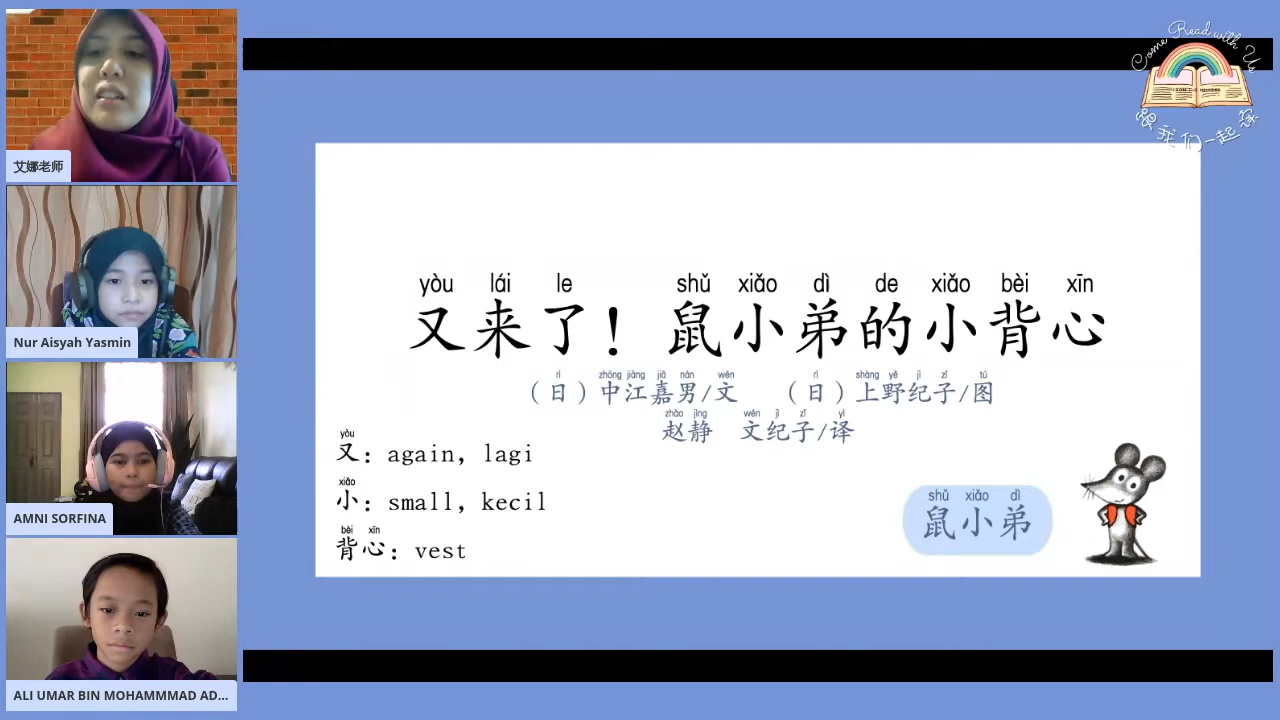 艾娜老师
Nur Aisyah Yasmin
AMNI SORFINA
ALI UMAR BIN MOHAMMMAD AD...
Come Read with Us
跟我们一起读
yòu lái le shǔ xiǎo dì de xiǎo bèi xīn
又来了！鼠小弟的小背心
rì zhōng jiāng jiā nán wén rì shàng yě jì zǐ tú
（日）中江嘉男/文 （日）上野纪子/图
zhào jìng wén jì zǐ yì
赵静 文纪子/译
yòu
又：again，lagi
xiǎo
小：small，kecil
bèi xīn
背心：vest
shǔ xiǎo dì
鼠小弟